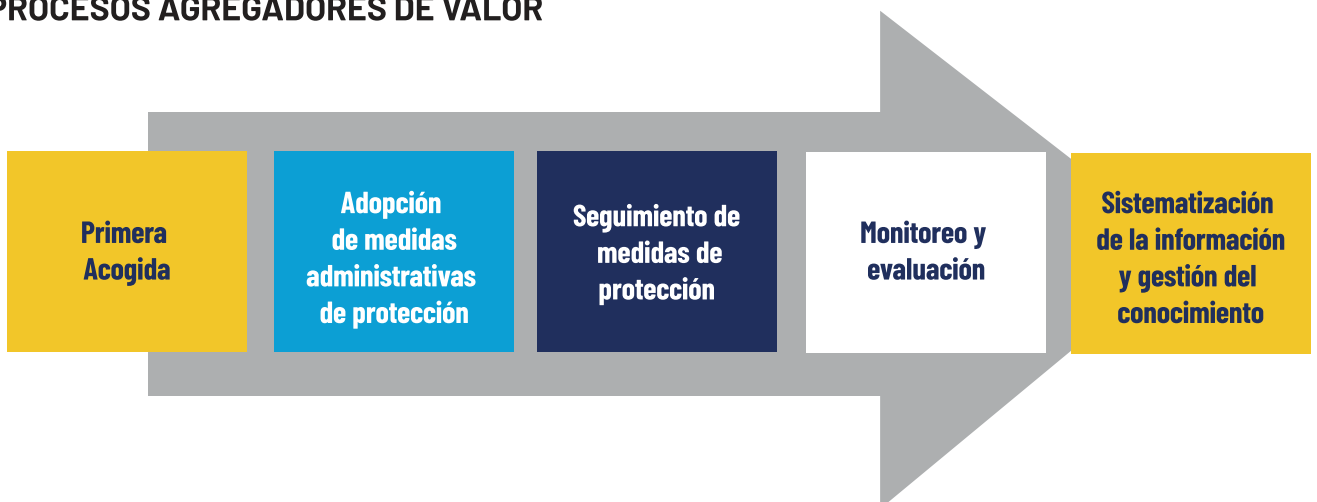 PROCESOS AGREGADORES DE VALOR
Primera
Acogida
Adopción
de medidas
administrativas
de protección
Seguimiento de
medidas de
protección
Monitoreo y
evaluación
Sistematización
de la información
y gestión del
conocimiento